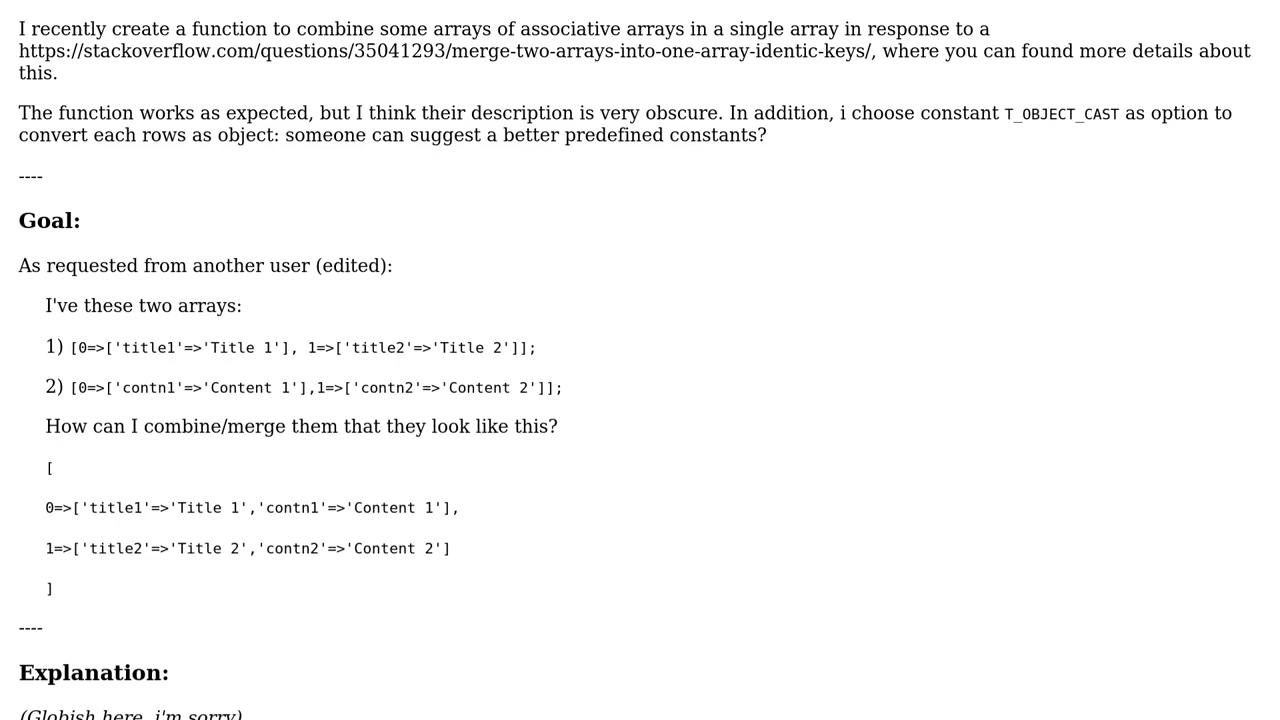 I recently create a function to combine some arrays of associative arrays in a single array in response to a
https://stackoverflow.com/questions/35041293/merge-two-arrays-into-one-array-identic-keys/, where you can found more details about
this.
The function works as expected, but I think their description is very obscure. In addition, i choose constant T_OBJECT_CAST as option to
convert each rows as object: someone can suggest a better predefined constants?
----
Goal:
As requested from another user (edited):
I've these two arrays:
1) [0=>['title1'=>'Title 1'], 1=>['title2'=>'Title 2']];
2) [0=>['contn1'=>'Content 1'],1=>['contn2'=>'Content 2']];
How can I combine/merge them that they look like this?
[
0=>['title1'=>'Title 1','contn1'=>'Content 1'],
1=>['title2'=>'Title 2','contn2'=>'Content 2']
]
----
Explanation:
(Globish here, i'm sorry)